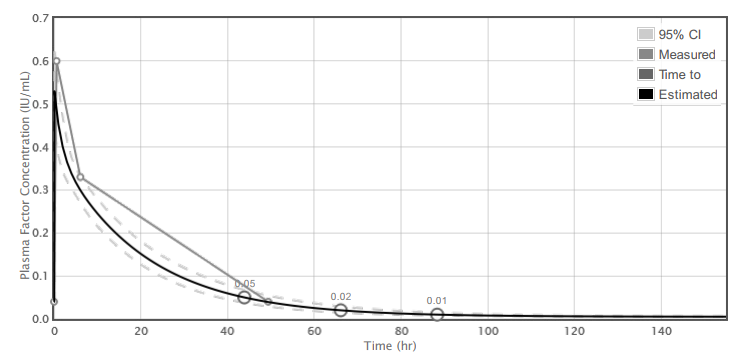 0.7
0.6
0.5
0.4
0.3
0.2
0.1
0.0
Plasma Factor Concentration (IU/mL)
95% CI
Measured
Time to
Estimated
0.05
0.02
0.01
0 20 40 60 80 100 120 140
Time (hr)